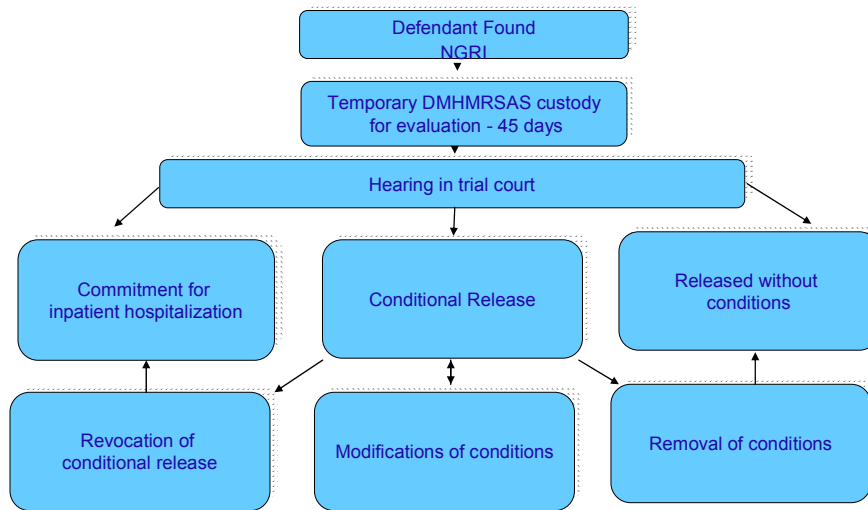 Defendant Found
NGRI
Temporary DMHMRSAS custody
for evaluation - 45 days
Hearing in trial court
Commitment for
inpatient hospitalization
Conditional Release
Released without
conditions
Revocation of
conditional release
Modifications of conditions
Removal of conditions